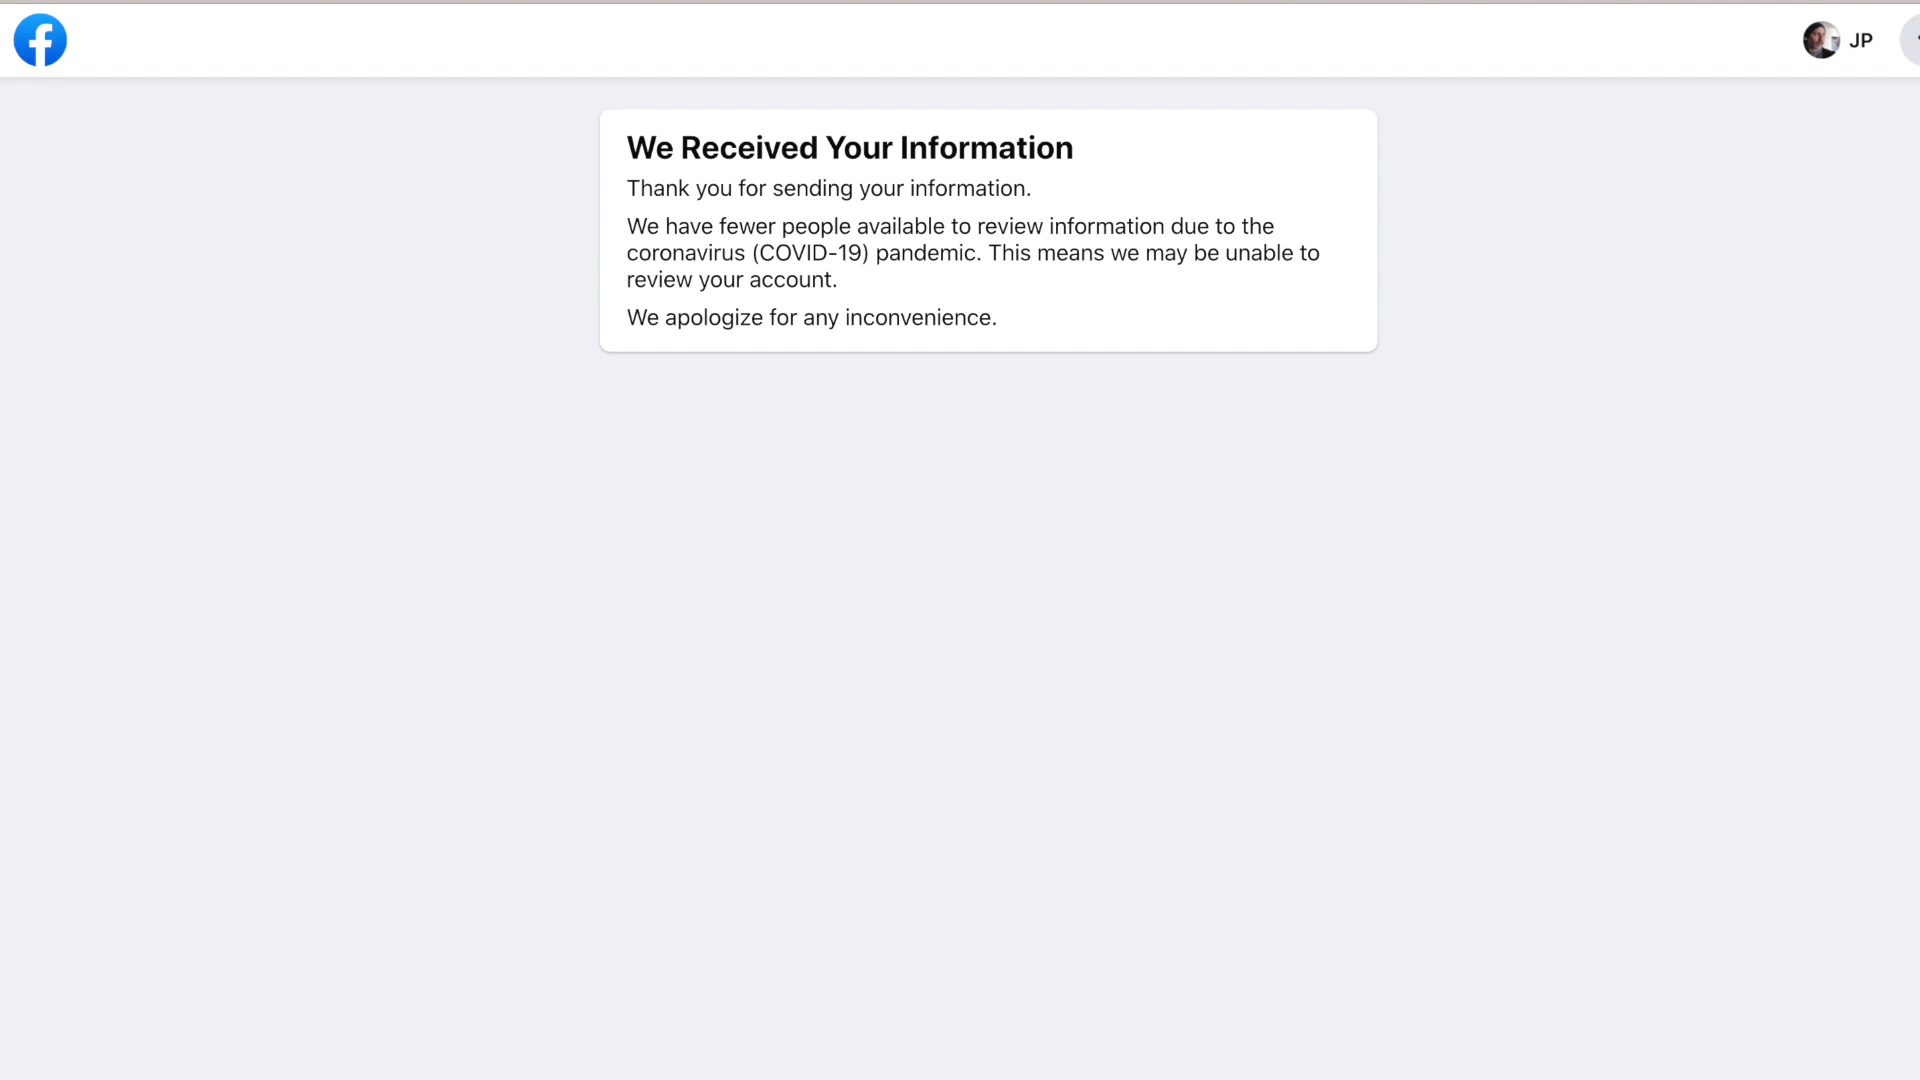 JP
We Received Your Information
Thank you for sending your information.
We have fewer people available to review information due to the
coronavirus (COVID-19) pandemic. This means we may be unable to
review your account.
We apologize for any inconvenience.